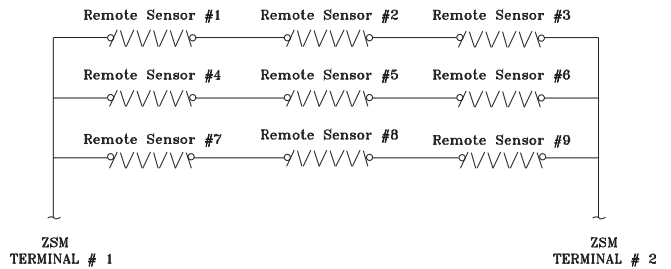 Remote Sensor #1 Remote Sensor #2 Remote Sensor #3
Remote Sensor #4 Remote Sensor #5 Remote Sensor #6
Remote Sensor #7 Remote Sensor #8 Remote Sensor #9
ZSM
TERMINAL # 1
ZSM
TERMINAL # 2